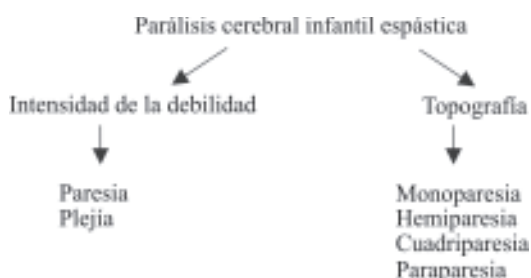 Parálisis cerebral infantil espástica
Intensidad de la debilidad
Topografía
Paresia
Plejia
Monoparesia
Hemiparesia
Cuadriparesia
Paraparesia